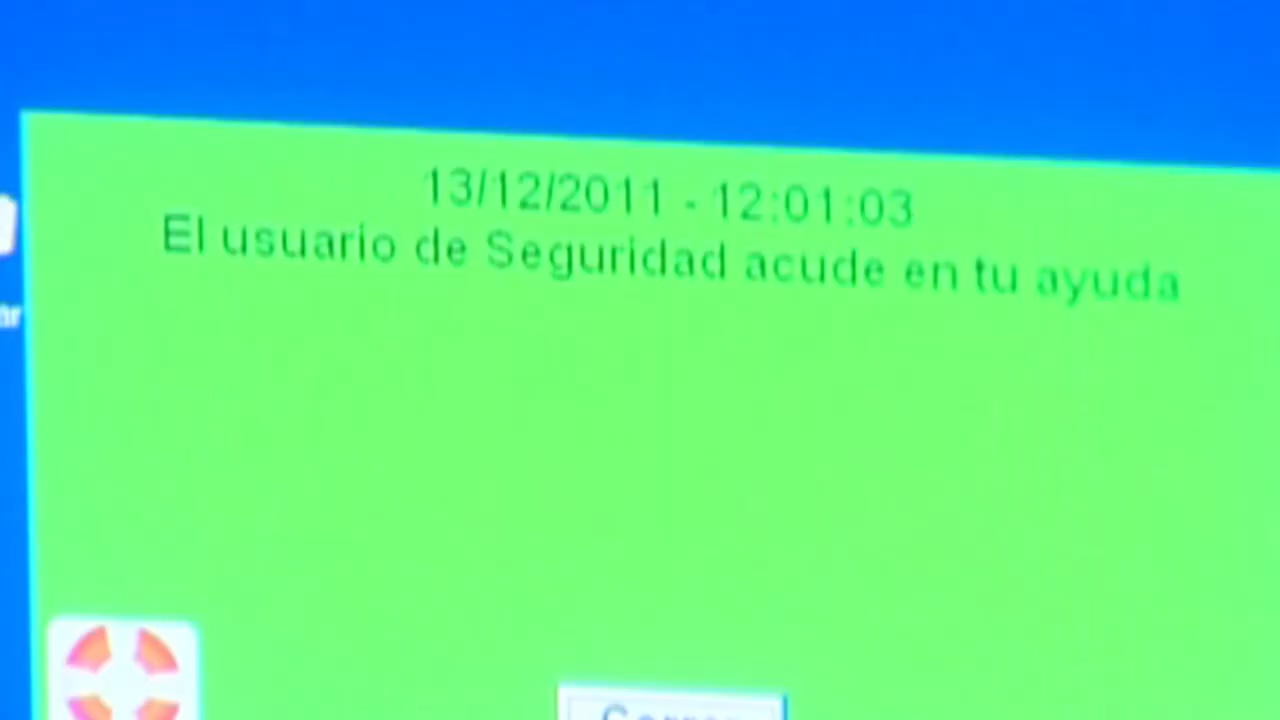 13/12/2011 - 12:01:03
El usuario de Seguridad acude en tu ayuda